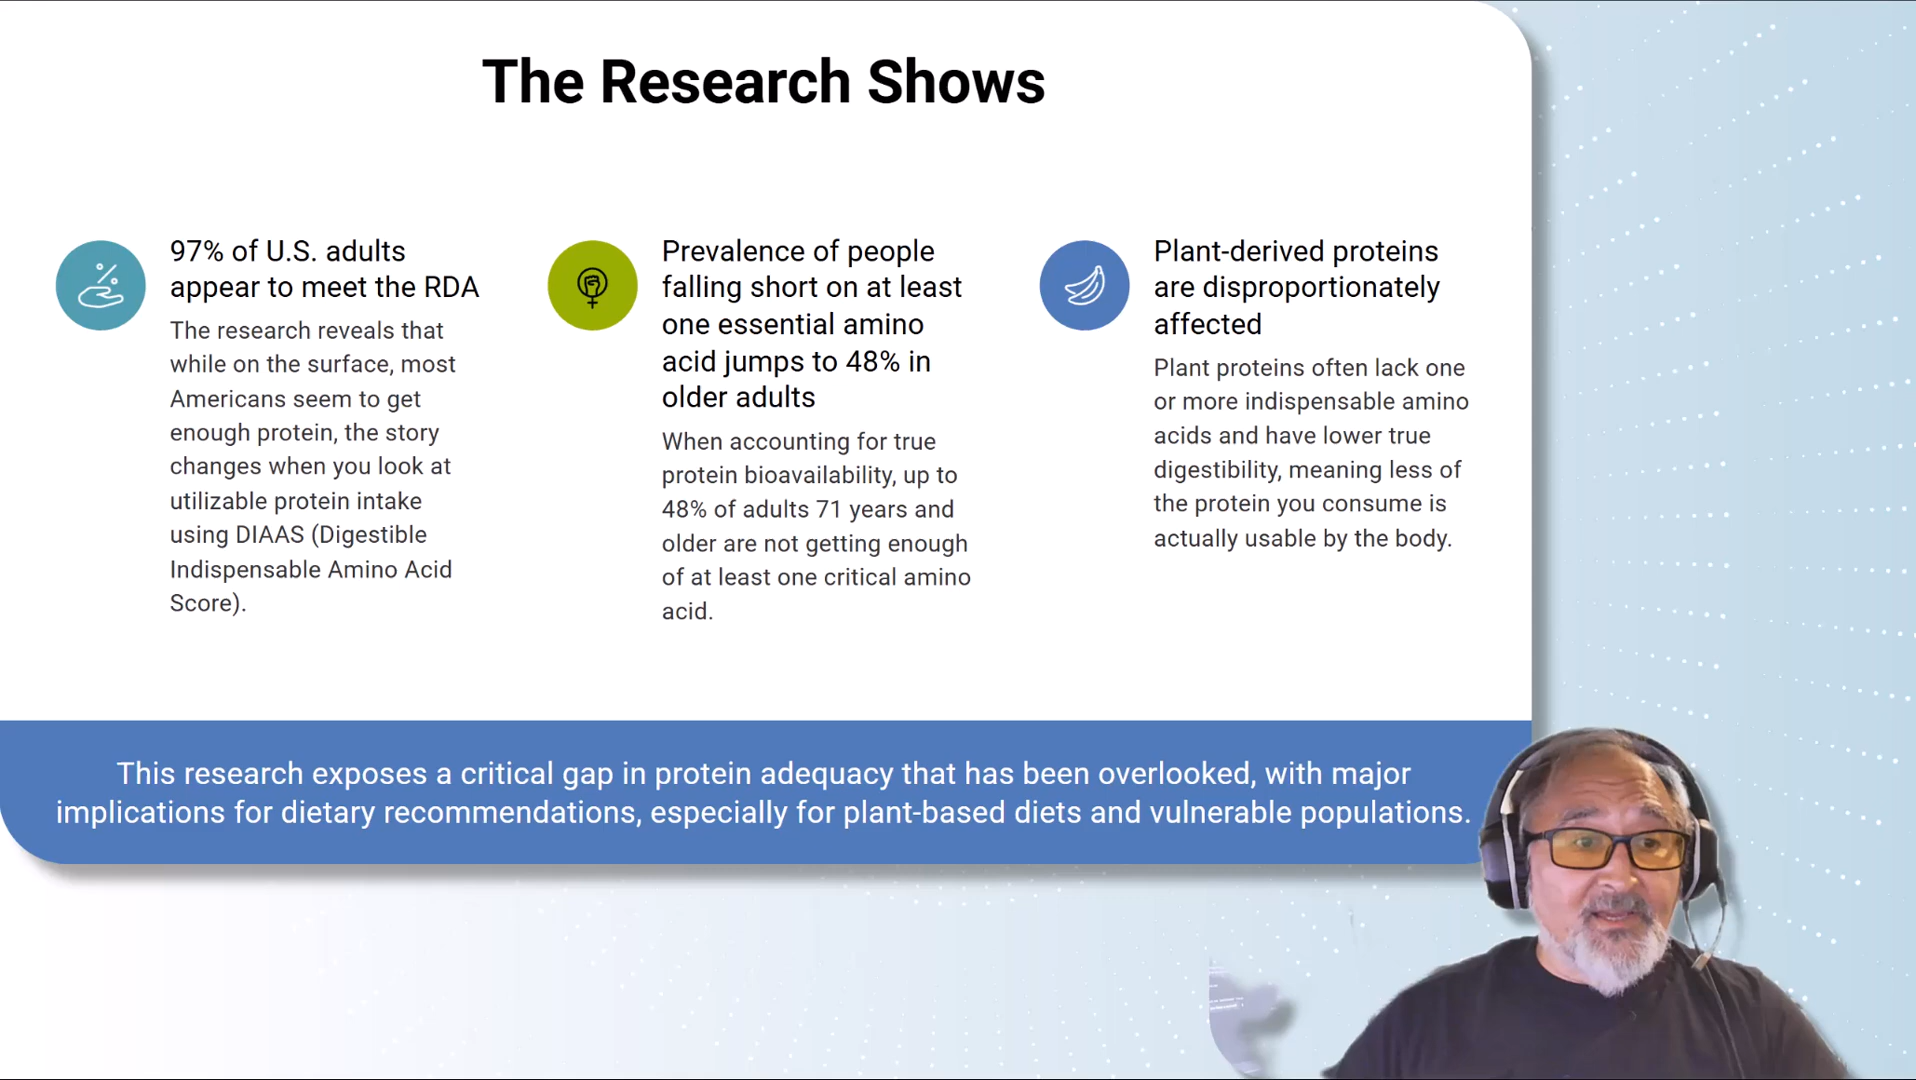 The Research Shows
97% of U.S. adults
appear to meet the RDA
The research reveals that
while on the surface, most
Americans seem to get
enough protein, the story
changes when you look at
utilizable protein intake
using DIAAS (Digestible
Indispensable Amino Acid
Score).
Prevalence of people
falling short on at least
one essential amino
acid jumps to 48% in
older adults
When accounting for true
protein bioavailability, up to
48% of adults 71 years and
older are not getting enough
of at least one critical amino
acid.
Plant-derived proteins
are disproportionately
affected
Plant proteins often lack one
or more indispensable amino
acids and have lower true
digestibility, meaning less of
the protein you consume is
actually usable by the body.
This research exposes a critical gap in protein adequacy that has been overlooked, with major
implications for dietary recommendations, especially for plant-based diets and vulnerable populations.